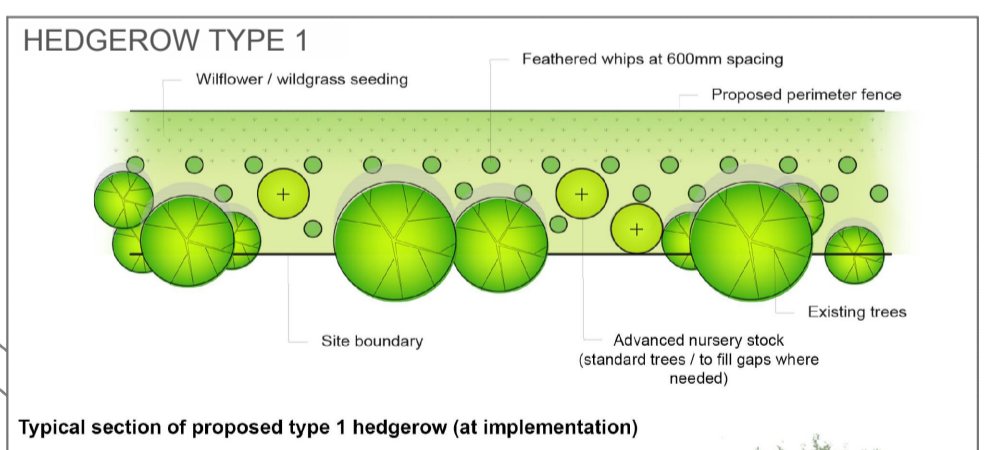 HEDGEROW TYPE 1
Feathered whips at 600mm spacing
Wilflower / wildgrass seeding
Proposed perimeter fence
Existing trees
Site boundary
Advanced nursery stock
(standard trees / to fill gaps where
needed)
Typical section of proposed type 1 hedgerow (at implementation)